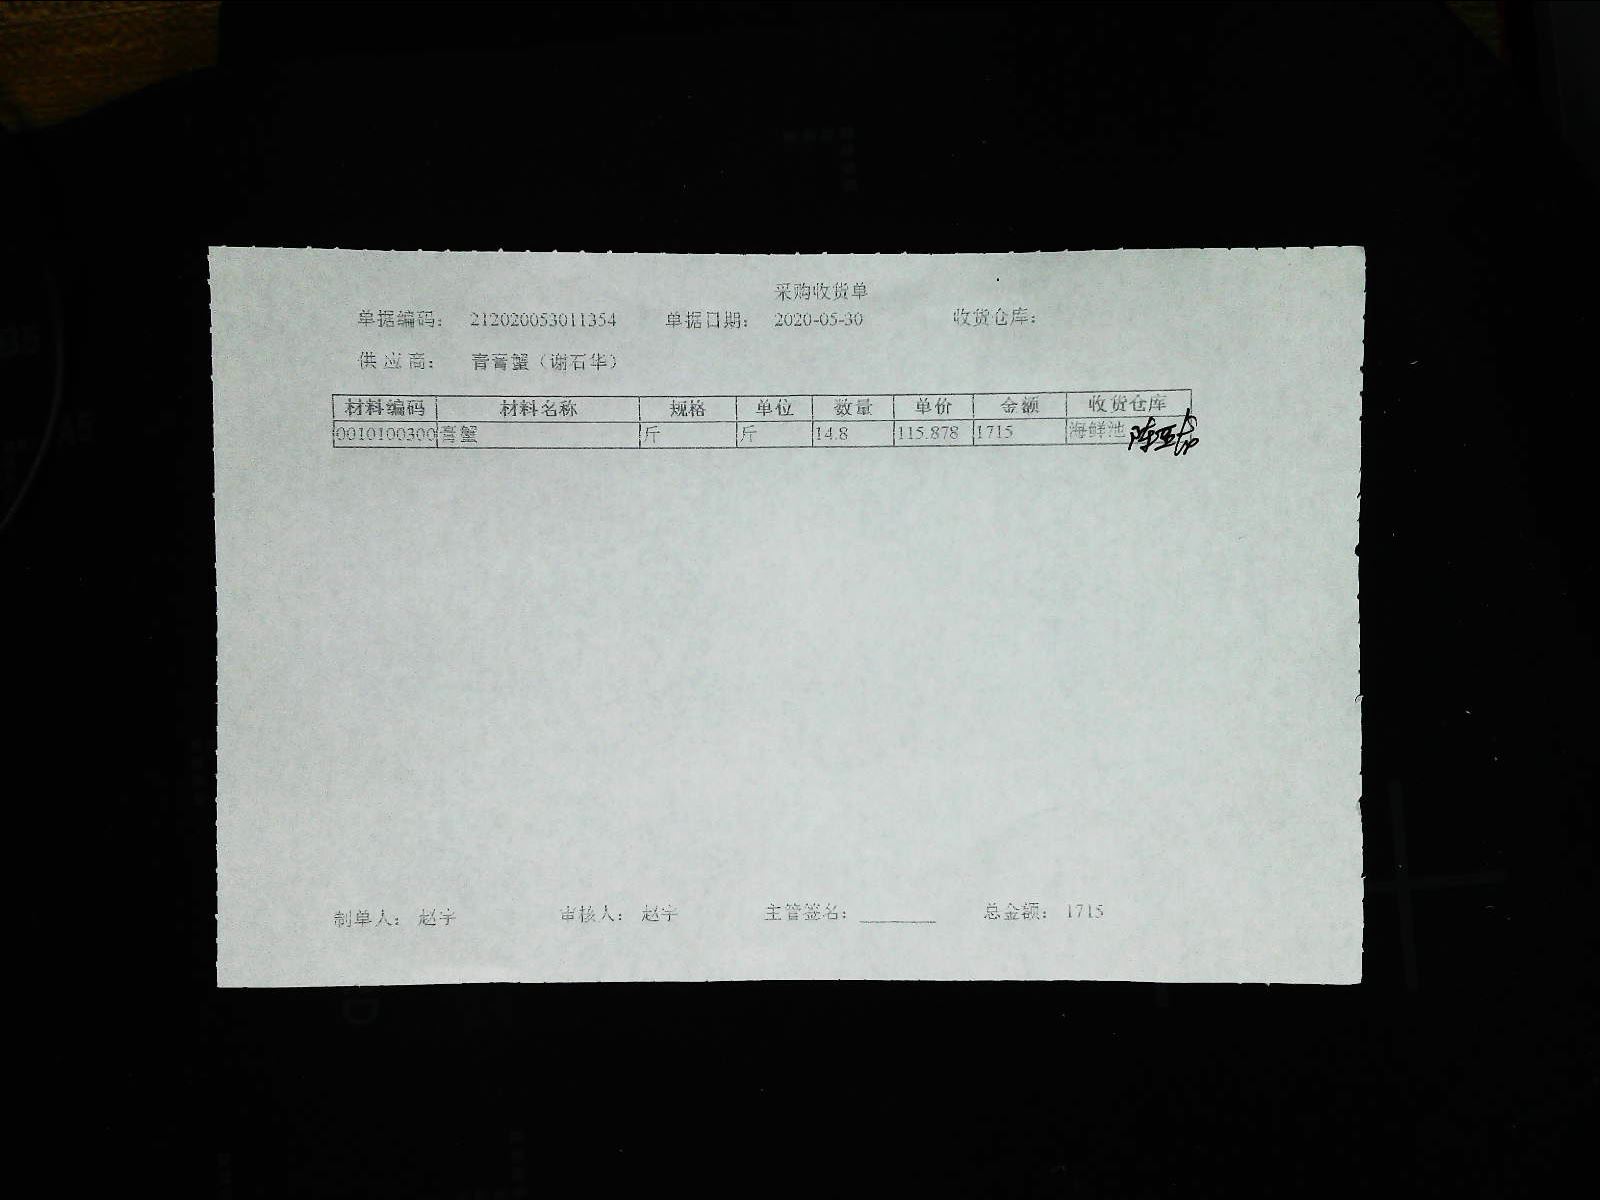 采购收货单
单据编码： 212020053011354 单据日期： 2020-05-30 收货仓库：
供应商： 青膏蟹（谢石华）
材料编码 材料名称 规格 单位 数量 单价 金额 收货仓库
0010100300 膏蟹 斤 斤 14.8 115.878 1715 海鲜池
制单人： 赵宇 审核人： 赵宇 主管签名： 总金额： 1715